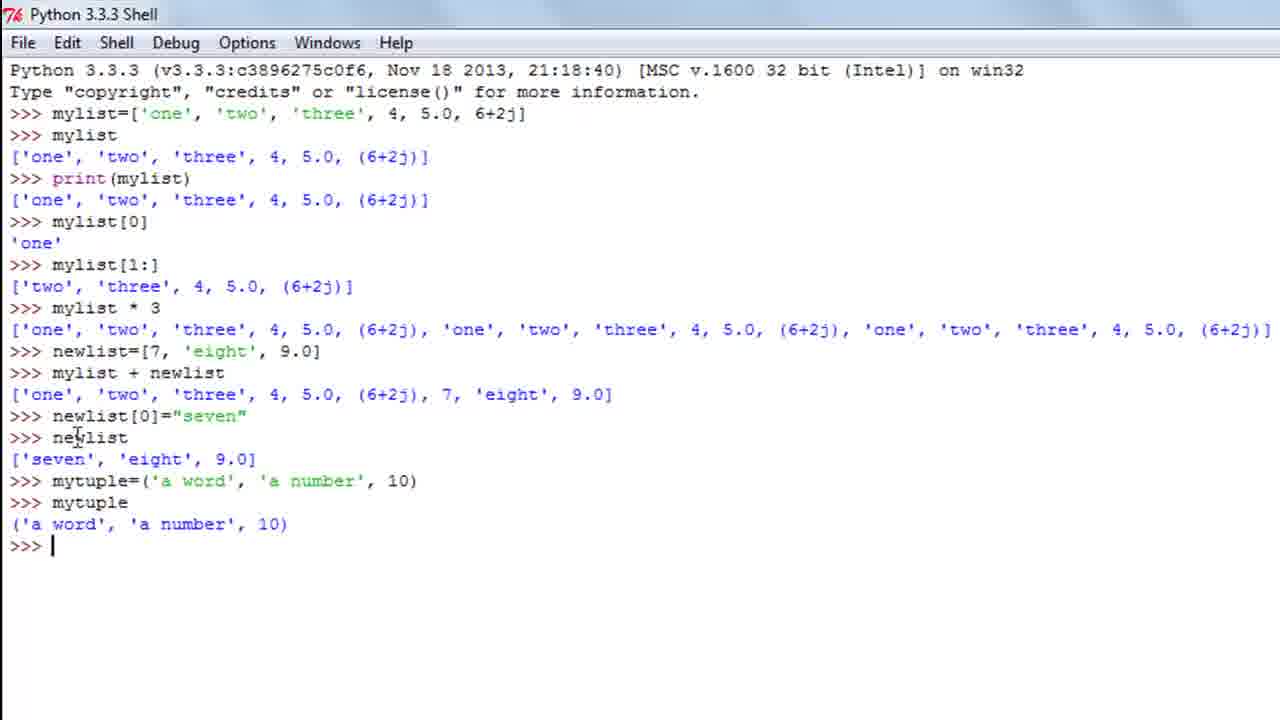 Python 3.3.3 Shell
File Edit Shell Debug Options Windows Help
Python 3.3.3 (v3.3.3:c3896275c0f6, Nov 18 2013, 21:18:40) [MSC v.1600 32 bit (Intel)] on win32
Type "copyright", "credits" or "license()" for more information.
>>> mylist=['one', 'two', 'three', 4, 5.0, 6+2j]
>>> mylist
['one', 'two', 'three', 4, 5.0, (6+2j)]
>>> print(mylist)
['one', 'two', 'three', 4, 5.0, (6+2j)]
>>> mylist[0]
'one'
>>> mylist[1:]
['two', 'three', 4, 5.0, (6+2j)]
>>> mylist * 3
['one', 'two', 'three', 4, 5.0, (6+2j), 'one', 'two', 'three', 4, 5.0, (6+2j), 'one', 'two', 'three', 4, 5.0, (6+2j)]
>>> newlist=[7, 'eight', 9.0]
>>> mylist + newlist
['one', 'two', 'three', 4, 5.0, (6+2j), 7, 'eight', 9.0]
>>> newlist[0]="seven"
>>> newlist
['seven', 'eight', 9.0]
>>> mytuple=('a word', 'a number', 10)
>>> mytuple
('a word', 'a number', 10)
>>>